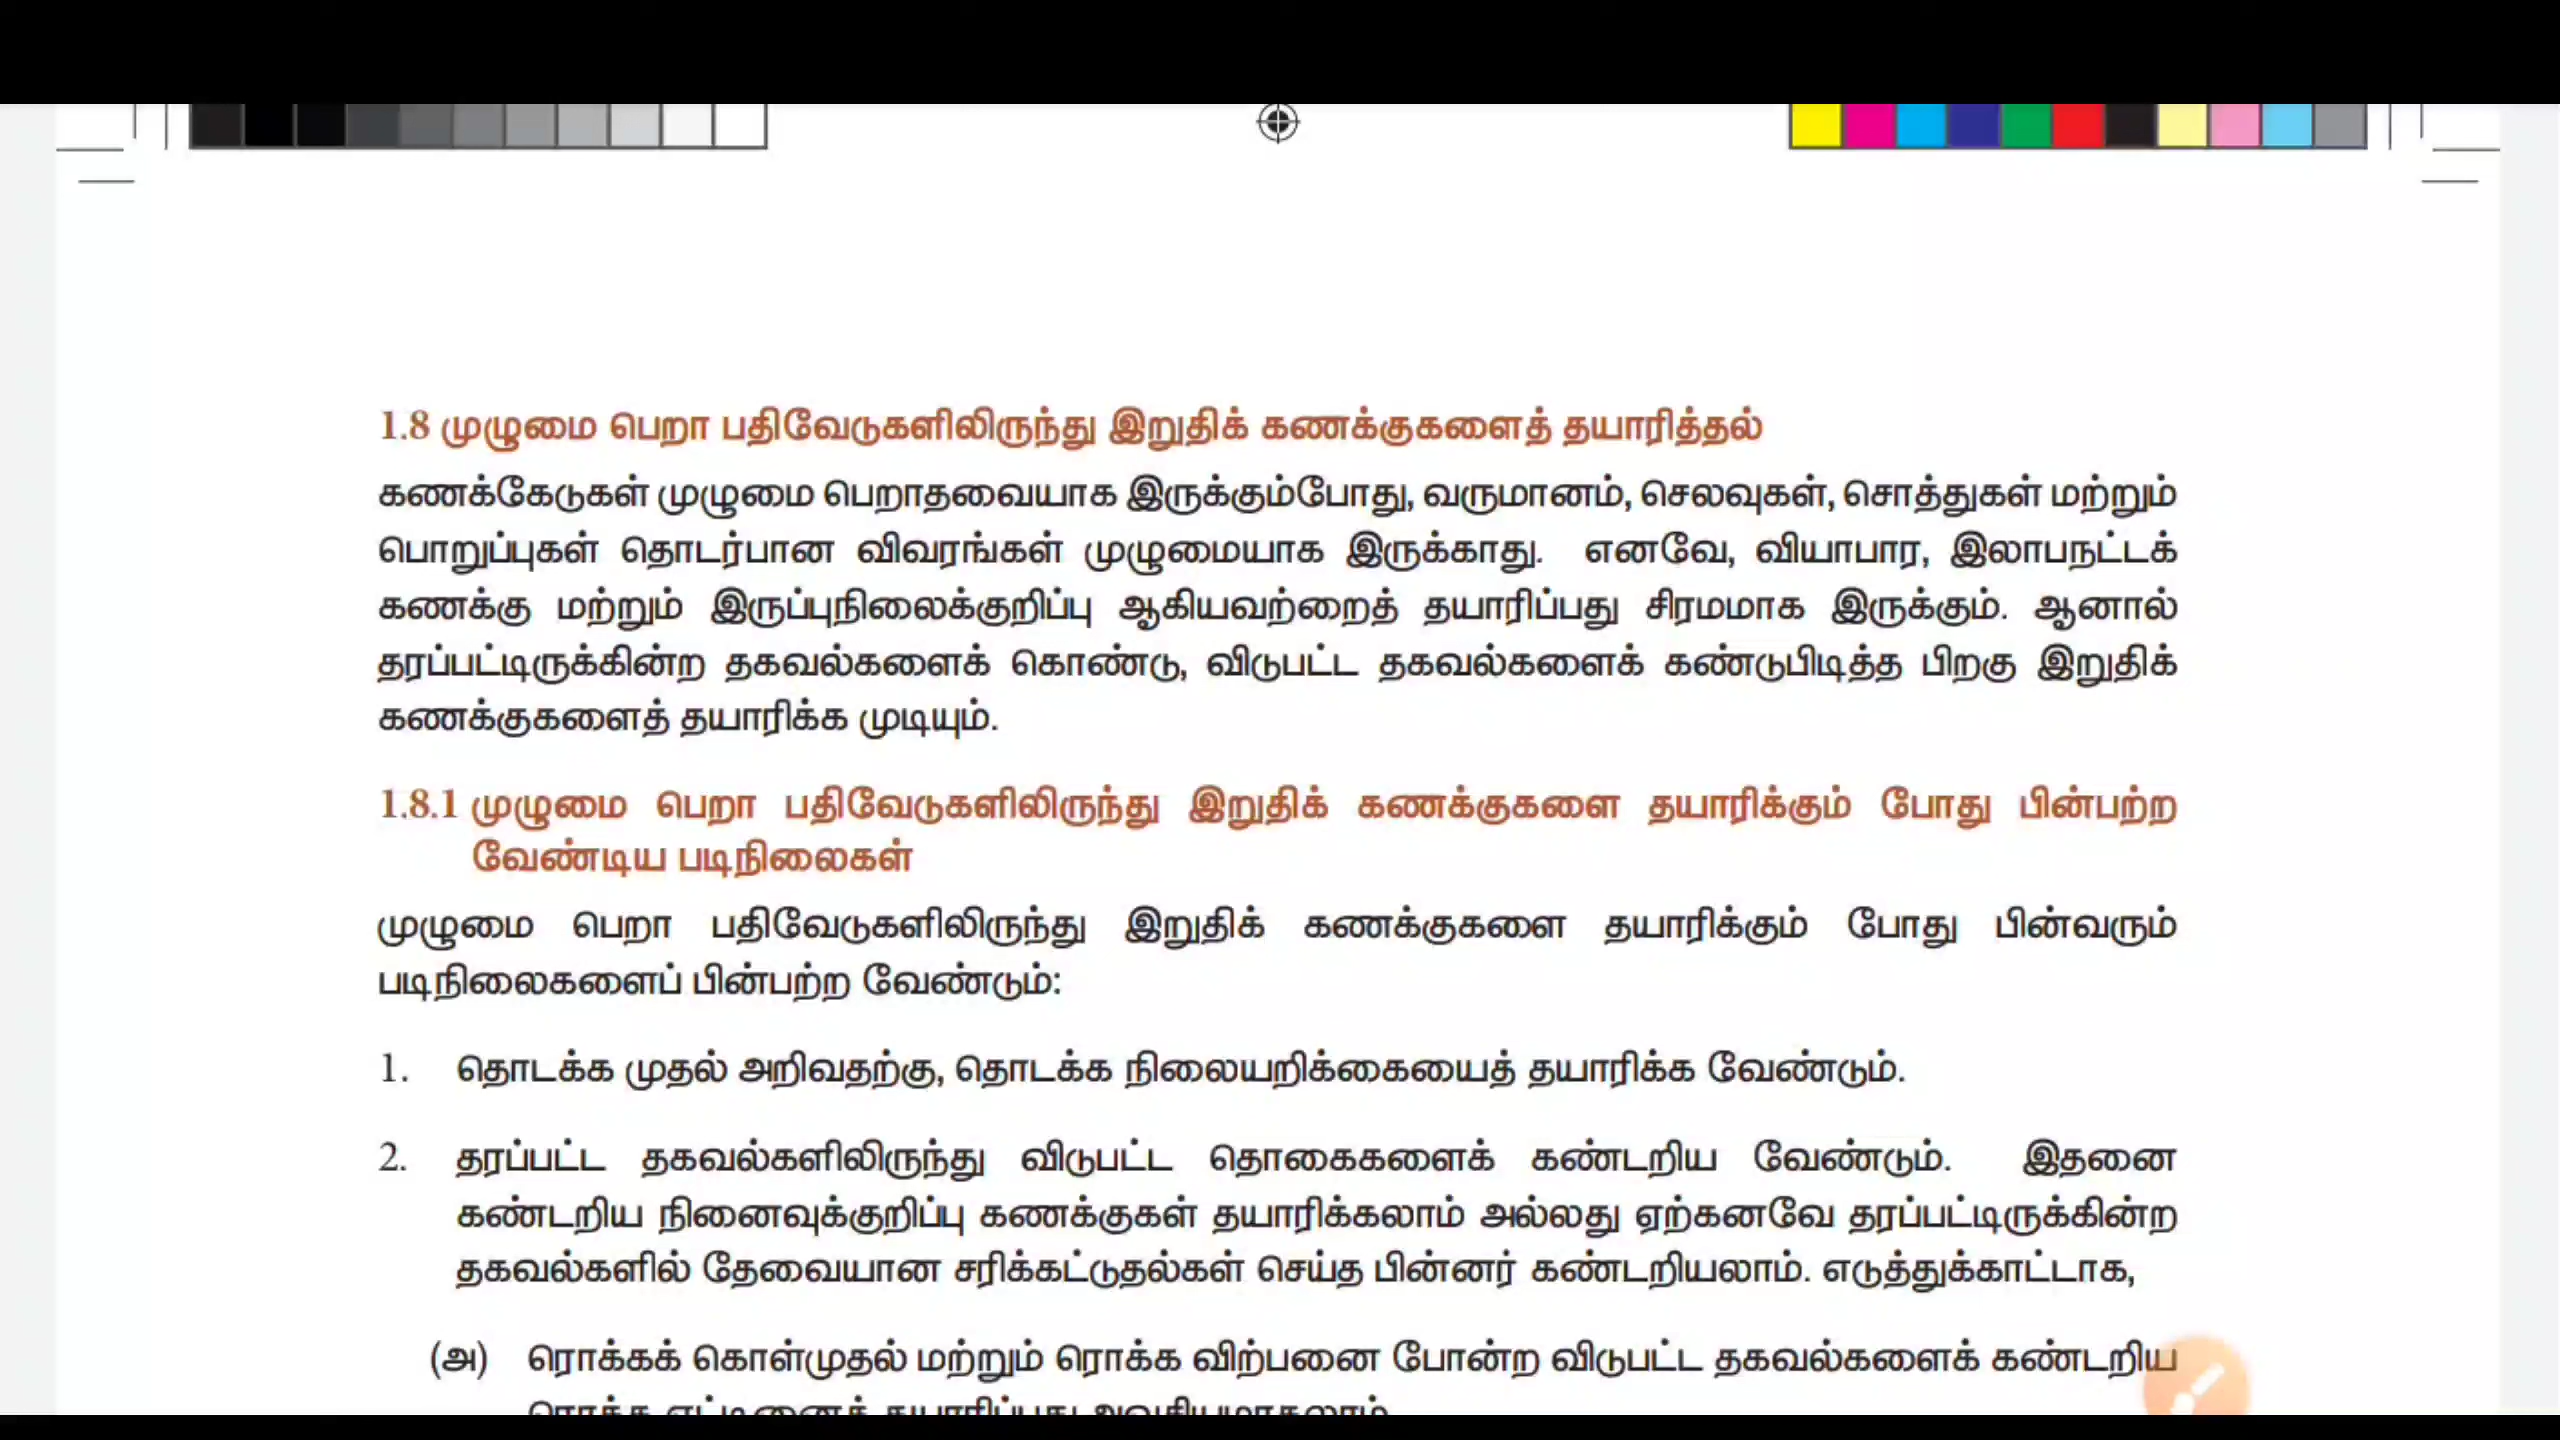 1.8 முழுமை பெறா பதிவேடுகளிலிருந்து இறுதிக் கணக்குகளைத் தயாரித்தல்
கணக்கேடுகள் முழுமை பெறாதவையாக இருக்கும்போது, வருமானம், செலவுகள், சொத்துகள் மற்றும்
பொறுப்புகள் தொடர்பான விவரங்கள் முழுமையாக இருக்காது. எனவே, வியாபார, இலாபநட்டக்
கணக்கு மற்றும் இருப்புநிலைக்குறிப்பு ஆகியவற்றைத் தயாரிப்பது சிரமமாக இருக்கும். ஆனால்
தரப்பட்டிருக்கின்ற தகவல்களைக் கொண்டு, விடுபட்ட தகவல்களைக் கண்டுபிடித்த பிறகு இறுதிக்
கணக்குகளைத் தயாரிக்க முடியும்.
1.8.1 முழுமை பெறா பதிவேடுகளிலிருந்து இறுதிக் கணக்குகளை தயாரிக்கும் போது பின்பற்ற
வேண்டிய படிநிலைகள்
முழுமை பெறா பதிவேடுகளிலிருந்து இறுதிக் கணக்குகளை தயாரிக்கும் போது பின்வரும்
படிநிலைகளைப் பின்பற்ற வேண்டும்:
1. தொடக்க முதல் அறிவதற்கு, தொடக்க நிலையறிக்கையைத் தயாரிக்க வேண்டும்.
2. தரப்பட்ட தகவல்களிலிருந்து விடுபட்ட தொகைகளைக் கண்டறிய வேண்டும். இதனை
கண்டறிய நினைவுக்குறிப்பு கணக்குகள் தயாரிக்கலாம் அல்லது ஏற்கனவே தரப்பட்டிருக்கின்ற
தகவல்களில் தேவையான சரிக்கட்டுதல்கள் செய்த பின்னர் கண்டறியலாம். எடுத்துக்காட்டாக,
(அ) ரொக்கக் கொள்முதல் மற்றும் ரொக்க விற்பனை போன்ற விடுபட்ட தகவல்களைக் கண்டறிய